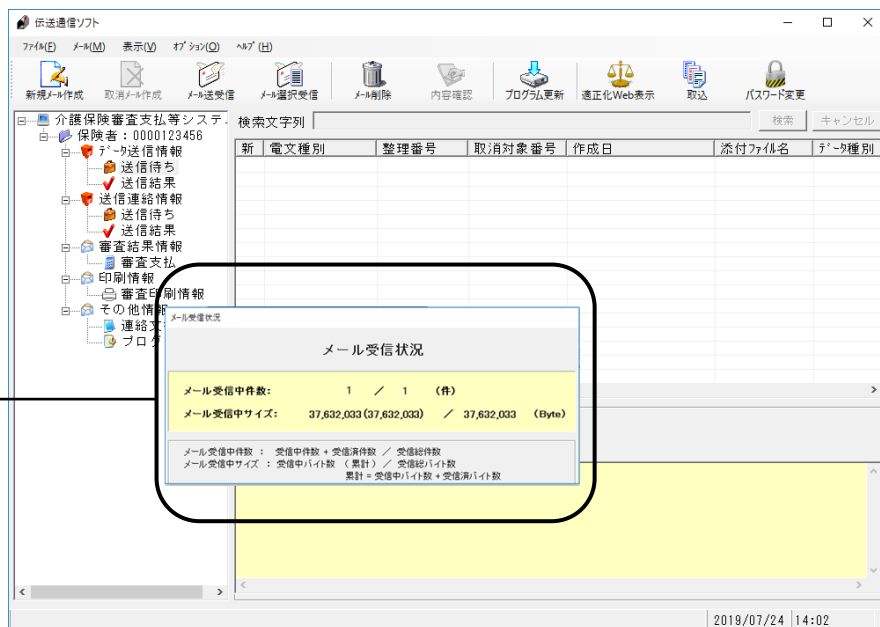 伝送通信ソフト
ファイル(F) メール(M) 表示(V) オプション(O) ヘルプ(H)
新規メール作成 取消メール作成 メール送受信 メール選択受信 メール削除 内容確認 プログラム更新 適正化Web表示 取込 パスワード変更
介護保険審査支払等システ
検索文字列 検索 キャンセル
保険者：0000123456
新 電文種別 整理番号 取消対象番号 作成日 添付ファイル名 データ種別
データ送信情報
送信待ち
送信結果
送信連絡情報
送信待ち
送信結果
審査結果情報
審査支払
印刷情報
審査印刷情報
その他情報
連絡文
プログ
メール受信状況
メール受信状況
メール受信中件数： 1 ／ 1 (件)
メール受信中サイズ： 37,632,033(37,632,033) ／ 37,632,033 (Byte)
メール受信中件数 ： 受信中件数＋受信済件数 ／ 受信総件数
メール受信中サイズ ： 受信中バイト数 （累計）／ 受信総バイト数
累計＝受信中バイト数＋受信済バイト数
2019/07/24 14:02